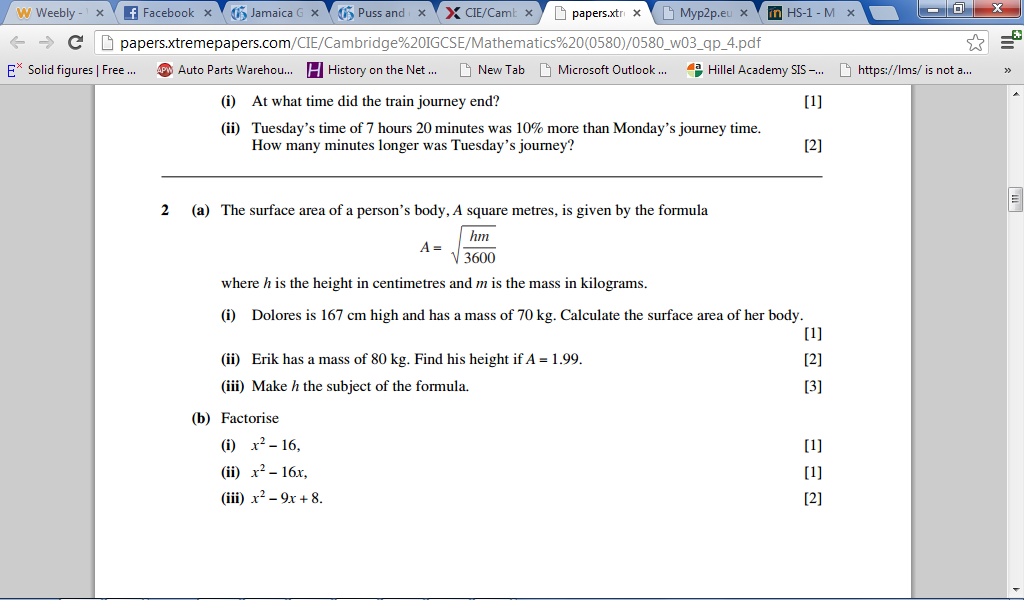 Weebly -
Facebook
Jamaica G
Puss and
CIE/Camb
papers.xtr
Myp2p.eu
HS-1 - M
papers.xtremepapers.com/CIE/Cambridge%20IGCSE/Mathematics%20(0580)/0580_w03_qp_4.pdf
Solid figures | Free ... Auto Parts Warehou... History on the Net ... New Tab Microsoft Outlook ... Hillel Academy SIS –... https://lms/ is not a... »
(i) At what time did the train journey end? [1]
(ii) Tuesday's time of 7 hours 20 minutes was 10% more than Monday's journey time.
How many minutes longer was Tuesday's journey? [2]
2 (a) The surface area of a person's body, A square metres, is given by the formula
A = √(hm/3600)
where h is the height in centimetres and m is the mass in kilograms.
(i) Dolores is 167 cm high and has a mass of 70 kg. Calculate the surface area of her body.
[1]
(ii) Erik has a mass of 80 kg. Find his height if A = 1.99. [2]
(iii) Make h the subject of the formula. [3]
(b) Factorise
(i) x² – 16, [1]
(ii) x² – 16x, [1]
(iii) x² – 9x + 8. [2]